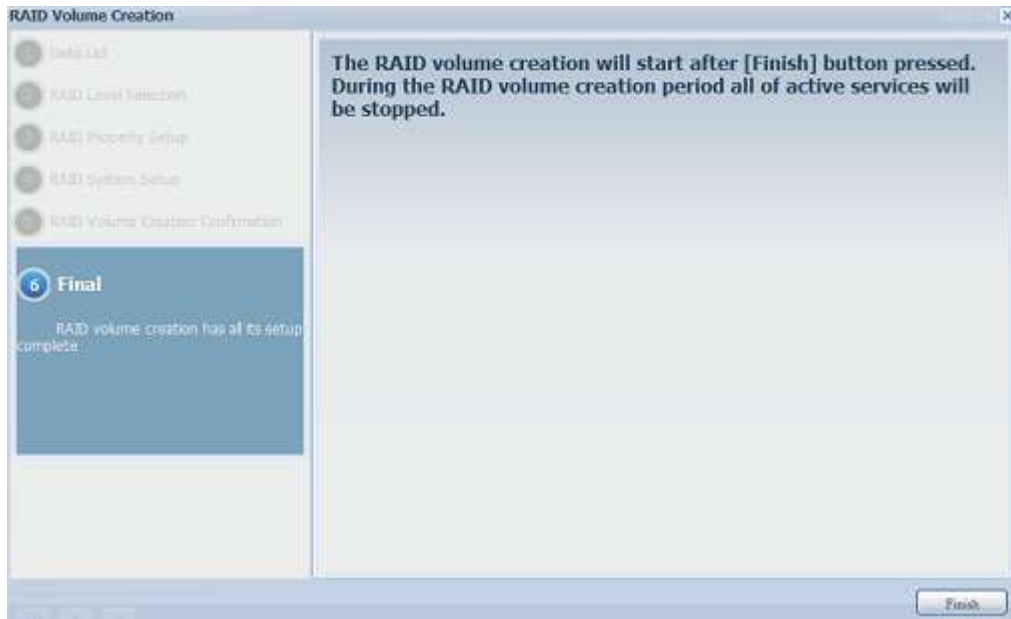 RAID Volume Creation
Disks List
RAID Level Selection
RAID Property Setup
RAID System Setup
RAID Volume Creation Confirmation
6 Final
RAID volume creation has all its setup
complete
The RAID volume creation will start after [Finish] button pressed.
During the RAID volume creation period all of active services will
be stopped.
Finish